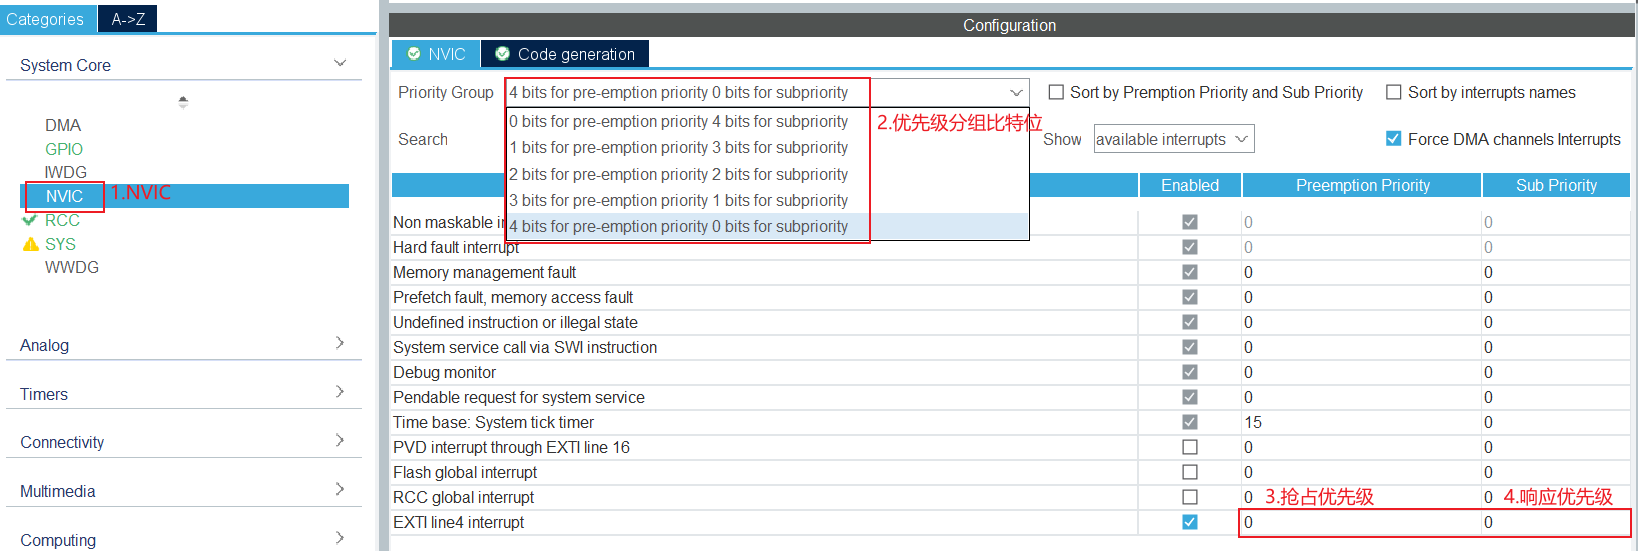 Categories
A->Z
System Core
DMA
GPIO
IWDG
NVIC
1.NVIC
RCC
SYS
WWDG
Analog
Timers
Connectivity
Multimedia
Computing
Configuration
NVIC
Code generation
Priority Group
4 bits for pre-emption priority 0 bits for subpriority
Sort by Premption Priority and Sub Priority
Sort by interrupts names
0 bits for pre-emption priority 4 bits for subpriority
2.优先级分组比特位
1 bits for pre-emption priority 3 bits for subpriority
2 bits for pre-emption priority 2 bits for subpriority
3 bits for pre-emption priority 1 bits for subpriority
4 bits for pre-emption priority 0 bits for subpriority
Search
Show
available interrupts
Force DMA channels Interrupts
Enabled Preemption Priority Sub Priority
Non maskable in 0 0
Hard fault interrupt 0 0
Memory management fault 0 0
Prefetch fault, memory access fault 0 0
Undefined instruction or illegal state 0 0
System service call via SWI instruction 0 0
Debug monitor 0 0
Pendable request for system service 0 0
Time base: System tick timer 15 0
PVD interrupt through EXTI line 16 0 0
Flash global interrupt 0 0
RCC global interrupt 0 3.抢占优先级 0 4.响应优先级
EXTI line4 interrupt 0 0